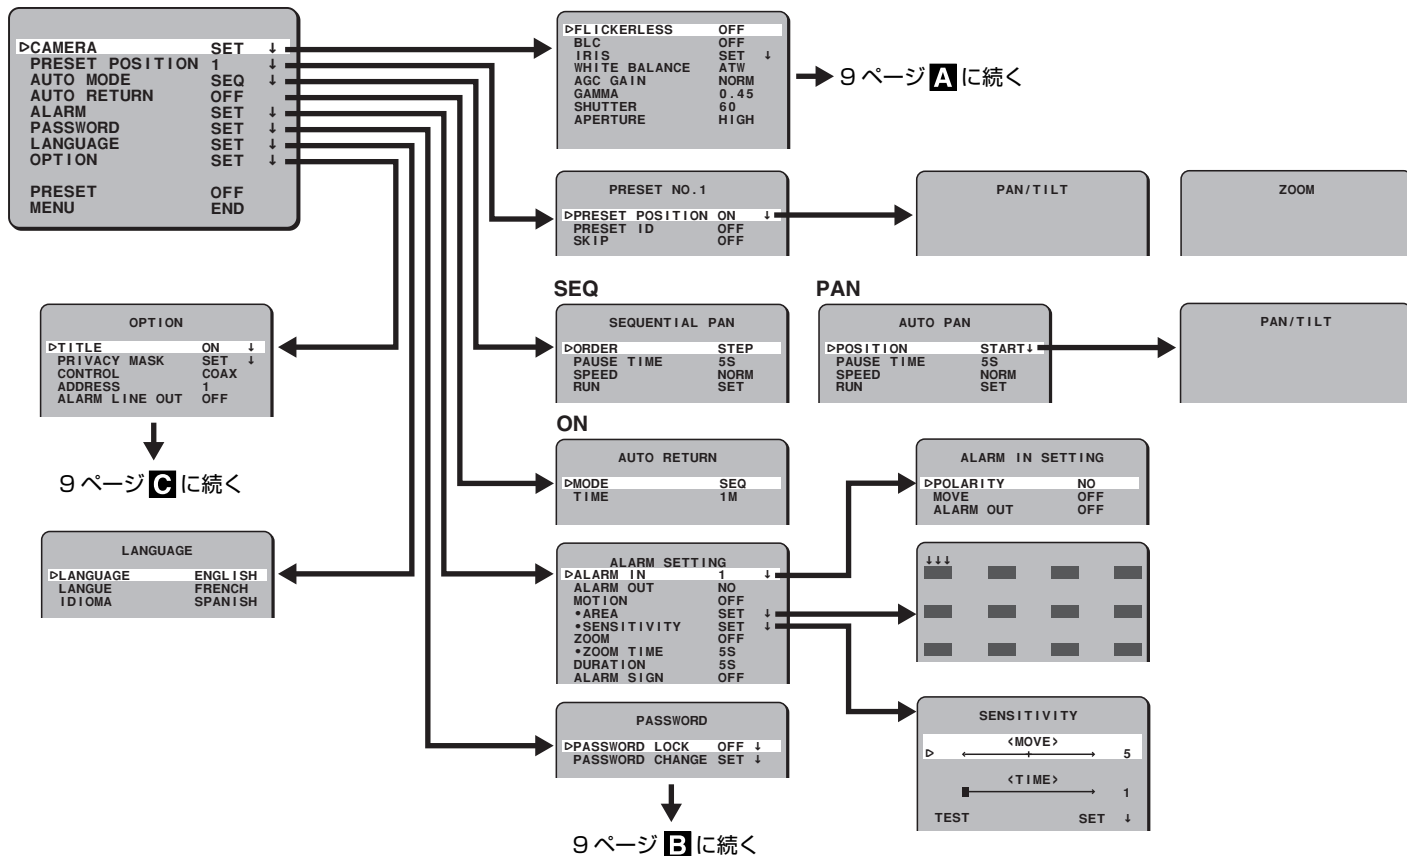 ▷CAMERA SET ↓
PRESET POSITION 1 ↓
AUTO MODE SEQ ↓
AUTO RETURN OFF
ALARM SET ↓
PASSWORD SET ↓
LANGUAGE SET ↓
OPTION SET ↓
PRESET OFF
MENU END
▷FLICKERLESS OFF
BLC OFF
IRIS SET ↓
WHITE BALANCE ATW
AGC GAIN NORM
GAMMA 0.45
SHUTTER 60
APERTURE HIGH
9 ページ A に続く
PRESET NO.1
▷PRESET POSITION ON ↓
PRESET ID OFF
SKIP OFF
PAN/TILT
ZOOM
OPTION
▷TITLE ON ↓
PRIVACY MASK SET ↓
CONTROL COAX
ADDRESS 1
ALARM LINE OUT OFF
9 ページ C に続く
SEQ
SEQUENTIAL PAN
▷ORDER STEP
PAUSE TIME 5S
SPEED NORM
RUN SET
PAN
AUTO PAN
▷POSITION START↓
PAUSE TIME 5S
SPEED NORM
RUN SET
PAN/TILT
ON
AUTO RETURN
▷MODE SEQ
TIME 1M
LANGUAGE
▷LANGUAGE ENGLISH
LANGUE FRENCH
IDIOMA SPANISH
ALARM SETTING
▷ALARM IN 1 ↓
ALARM OUT NO
MOTION OFF
•AREA SET ↓
•SENSITIVITY SET ↓
ZOOM OFF
•ZOOM TIME 5S
DURATION 5S
ALARM SIGN OFF
ALARM IN SETTING
▷POLARITY NO
MOVE OFF
ALARM OUT OFF
↓↓↓
PASSWORD
▷PASSWORD LOCK OFF ↓
PASSWORD CHANGE SET ↓
9 ページ B に続く
SENSITIVITY
<MOVE>
▷ 5
<TIME>
1
TEST SET ↓